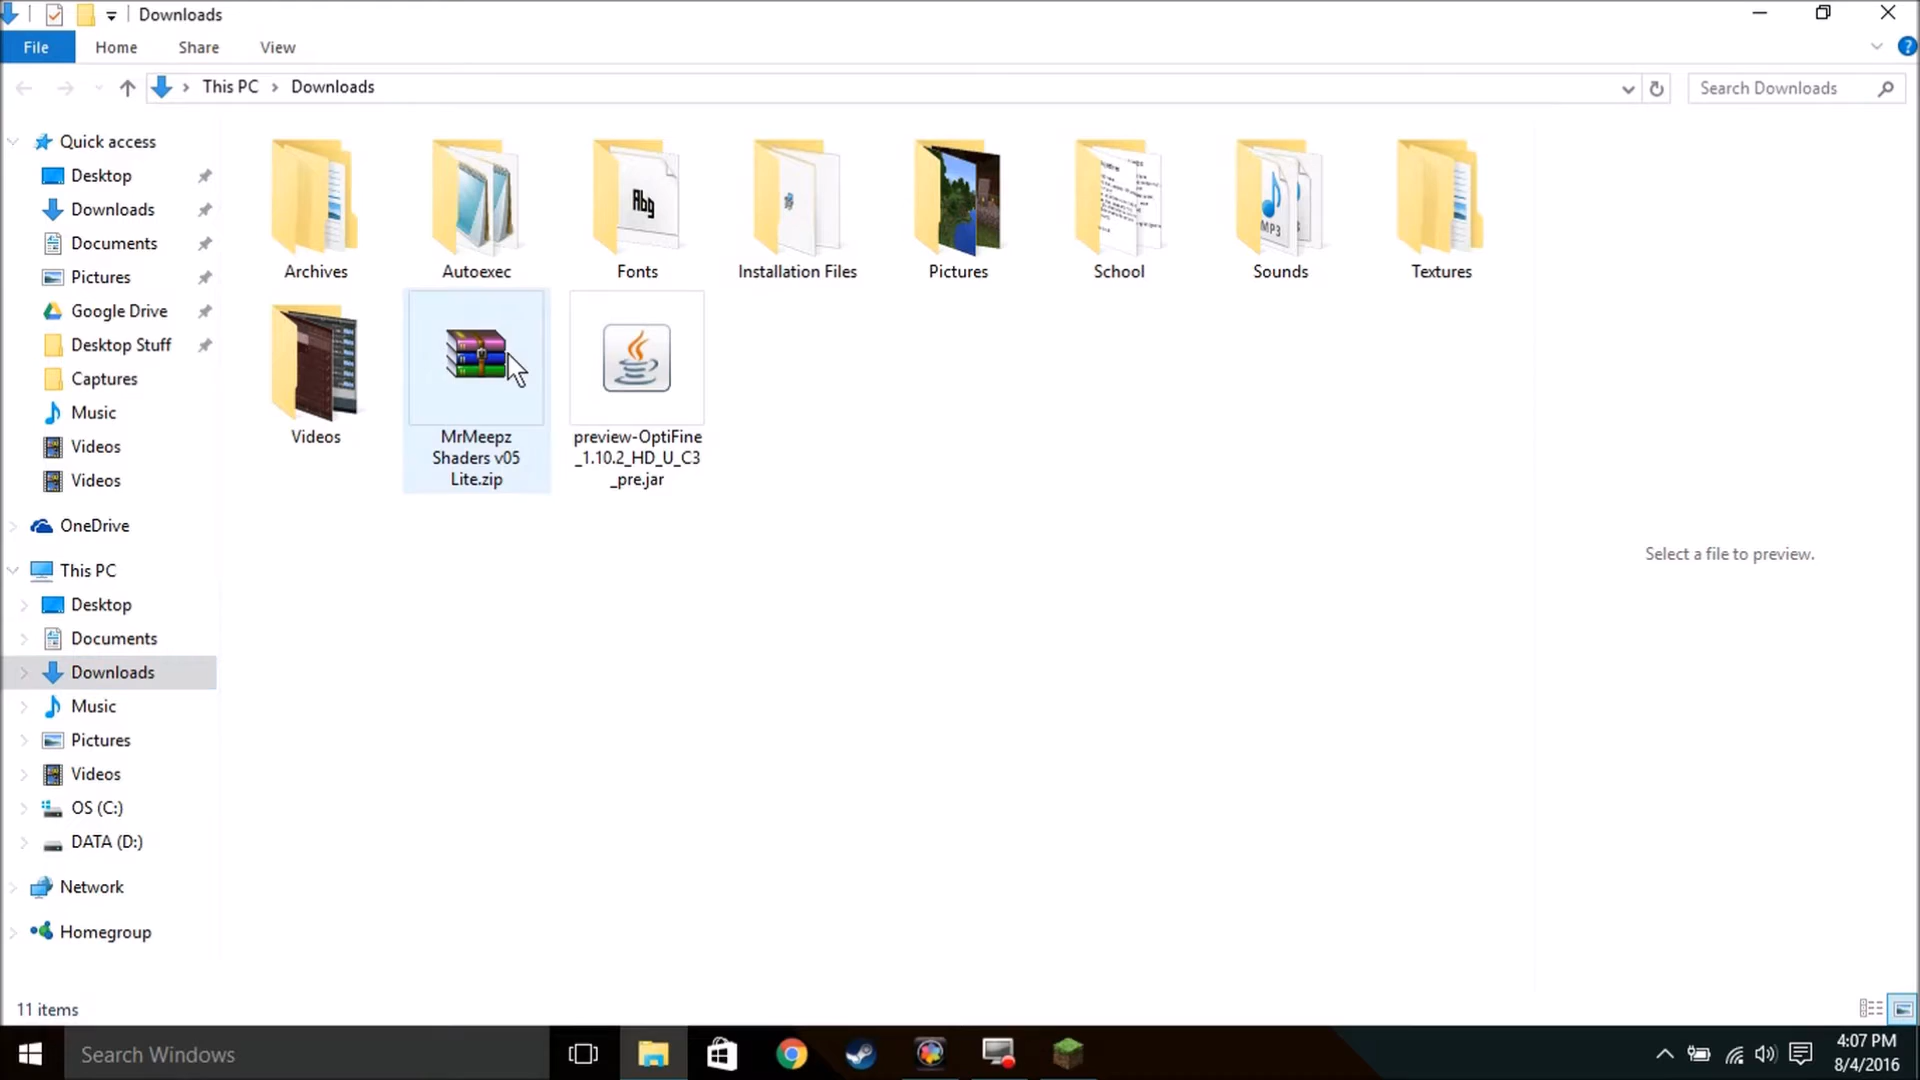 Downloads
File Home Share View
This PC Downloads
Search Downloads
Quick access
Desktop
Downloads
Documents
Pictures
Google Drive
Desktop Stuff
Captures
Music
Videos
Videos
OneDrive
This PC
Desktop
Documents
Downloads
Music
Pictures
Videos
OS (C:)
DATA (D:)
Network
Homegroup
Abg
MP3
Archives Autoexec Fonts Installation Files Pictures School Sounds Textures
Videos
MrMeepz
Shaders v05
Lite.zip
preview-OptiFine
_1.10.2_HD_U_C3
_pre.jar
Select a file to preview.
11 items
Search Windows
4:07 PM
8/4/2016